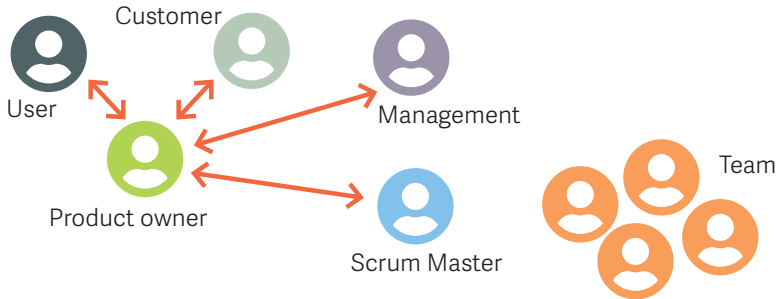 Customer
User
Management
Team
Product owner
Scrum Master